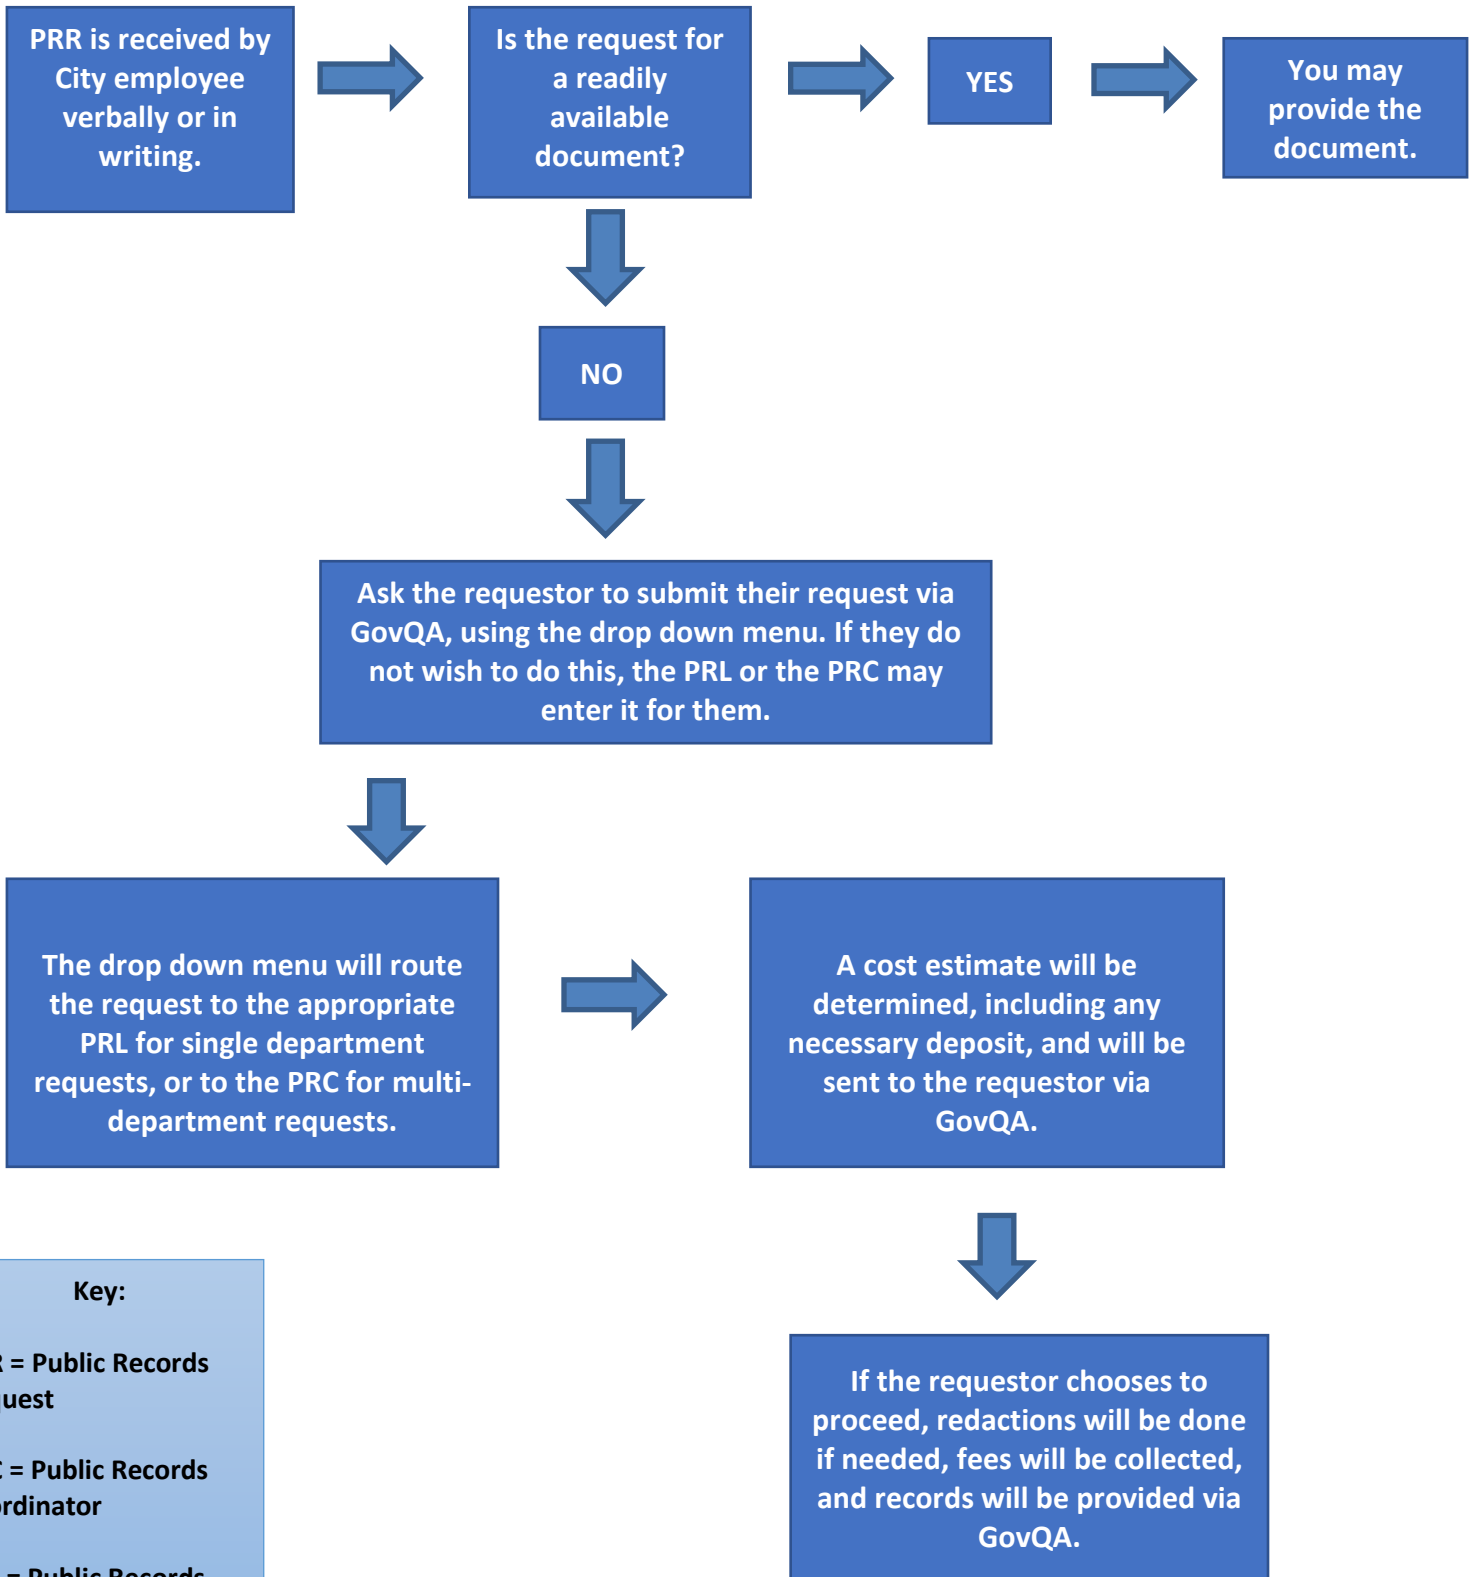 PRR is received by
City employee
verbally or in
writing.
Is the request for
a readily
available
document?
YES
You may
provide the
document.
NO
Ask the requestor to submit their request via
GovQA, using the drop down menu. If they do
not wish to do this, the PRL or the PRC may
enter it for them.
The drop down menu will route
the request to the appropriate
PRL for single department
requests, or to the PRC for multi-
department requests.
A cost estimate will be
determined, including any
necessary deposit, and will be
sent to the requestor via
GovQA.
If the requestor chooses to
proceed, redactions will be done
if needed, fees will be collected,
and records will be provided via
GovQA.
Key:
= Public Records
= Public Records
= Public Records